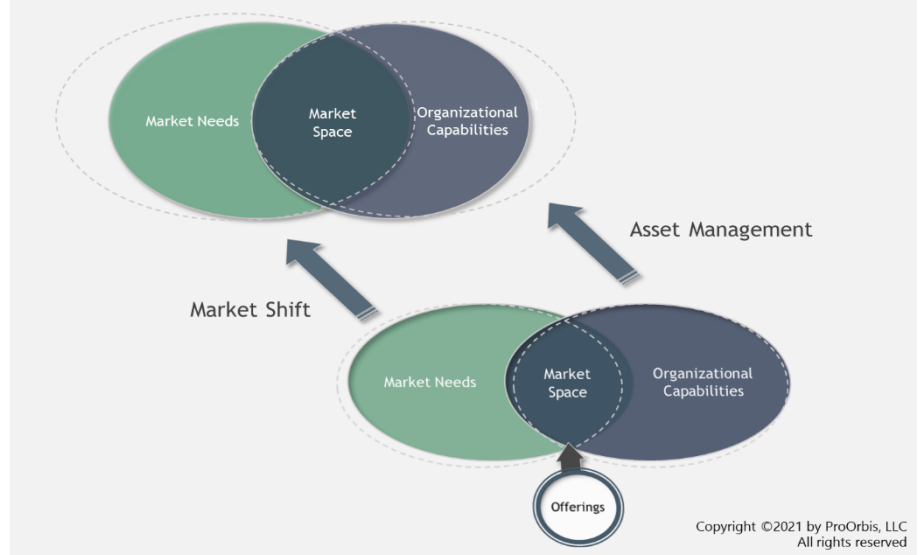 Market Needs
Market
Space
Organizational
Capabilities
Asset Management
Market Shift
Market Needs
Market
Space
Organizational
Capabilities
Offerings
Copyright ©2021 by ProOrbis, LLC
All rights reserved